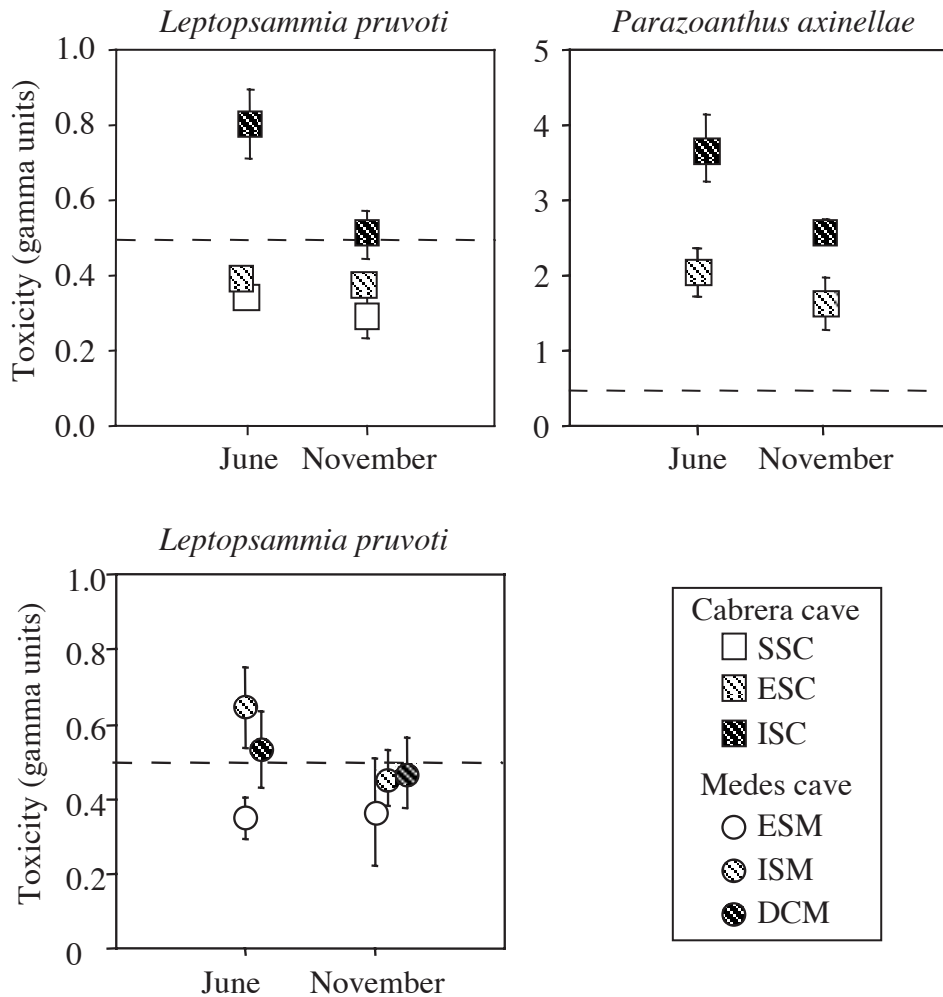 Leptopsammia pruvoti
Parazoanthus axinellae
Toxicity (gamma units)
1.0
0.8
0.6
0.4
0.2
0.0
June November
5
4
3
2
1
0
June November
Leptopsammia pruvoti
Toxicity (gamma units)
1.0
0.8
0.6
0.4
0.2
0
June November
Cabrera cave
SSC
ESC
ISC
Medes cave
ESM
ISM
DCM